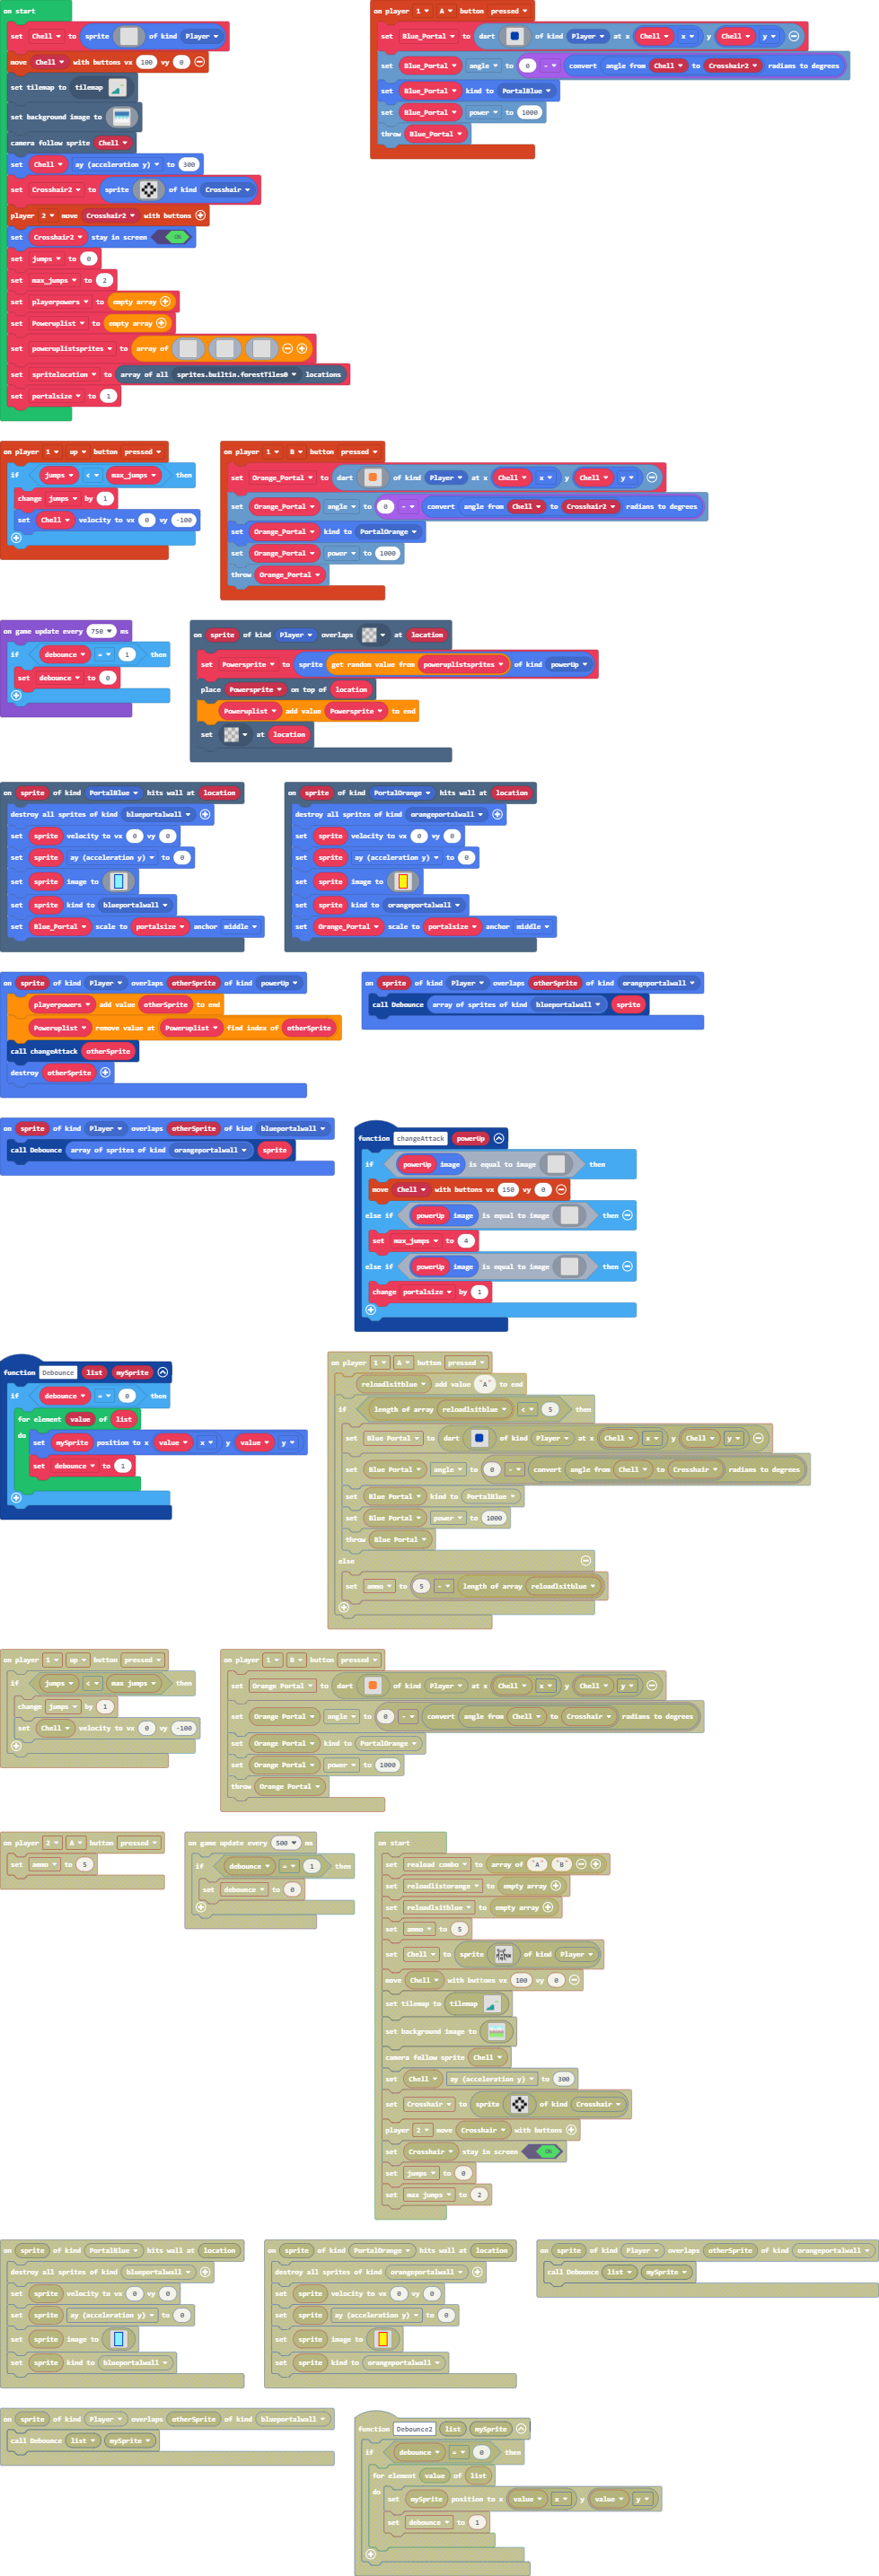 on start
set Chell to sprite of kind Player
move Chell with buttons vx 100 vy 0
set tilemap to tilemap
set background image to
camera follow sprite Chell
set Chell ay (acceleration y) to 300
set Crosshair2 to sprite of kind Crosshair
player 2 move Crosshair2 with buttons
set Crosshair2 stay in screen ON
set jumps to 0
set max_jumps to 2
set playerpowers to empty array
set Poweruplist to empty array
set poweruplistsprites to array of
set spritelocation to array of all sprites.builtin.forestTiles0 locations
set portalsize to 1
on player 1 A button pressed
set Blue_Portal to dart of kind Player at x Chell x y Chell y
set Blue_Portal angle to 0 - convert angle from Chell to Crosshair2 radians to degrees
set Blue_Portal kind to PortalBlue
set Blue_Portal power to 1000
throw Blue_Portal
on player 1 up button pressed
if jumps < max_jumps then
change jumps by 1
set Chell velocity to vx 0 vy -100
on player 1 B button pressed
set Orange_Portal to dart of kind Player at x Chell x y Chell y
set Orange_Portal angle to 0 - convert angle from Chell to Crosshair2 radians to degrees
set Orange_Portal kind to PortalOrange
set Orange_Portal power to 1000
throw Orange_Portal
on game update every 750 ms
if debounce = 1 then
set debounce to 0
on sprite of kind Player overlaps at location
set Powersprite to sprite get random value from poweruplistsprites of kind powerUp
place Powersprite on top of location
Poweruplist add value Powersprite to end
set at location
on sprite of kind PortalBlue hits wall at location
destroy all sprites of kind blueportalwall
set sprite velocity to vx 0 vy 0
set sprite ay (acceleration y) to 0
set sprite image to
set sprite kind to blueportalwall
set Blue_Portal scale to portalsize anchor middle
on sprite of kind PortalOrange hits wall at location
destroy all sprites of kind orangeportalwall
set sprite velocity to vx 0 vy 0
set sprite ay (acceleration y) to 0
set sprite image to
set sprite kind to orangeportalwall
set Orange_Portal scale to portalsize anchor middle
on sprite of kind Player overlaps otherSprite of kind powerUp
playerpowers add value otherSprite to end
Poweruplist remove value at Poweruplist find index of otherSprite
call changeAttack otherSprite
destroy otherSprite
on sprite of kind Player overlaps otherSprite of kind orangeportalwall
call Debounce array of sprites of kind blueportalwall sprite
on sprite of kind Player overlaps otherSprite of kind blueportalwall
call Debounce array of sprites of kind orangeportalwall sprite
function changeAttack powerUp
if powerUp image is equal to image then
move Chell with buttons vx 150 vy 0
else if powerUp image is equal to image then
set max_jumps to 4
else if powerUp image is equal to image then
change portalsize by 1
function Debounce list mySprite
if debounce = 0 then
for element value of list
do set mySprite position to x value x y value y
set debounce to 1
on player 1 A button pressed
reloadlsitblue add value "A" to end
if length of array reloadlsitblue < 5 then
set Blue Portal to dart of kind Player at x Chell x y Chell y
set Blue Portal angle to 0 - convert angle from Chell to Crosshair radians to degrees
set Blue Portal kind to PortalBlue
set Blue Portal power to 1000
throw Blue Portal
else
set ammo to 5 - length of array reloadlsitblue
on player 1 up button pressed
if jumps < max jumps then
change jumps by 1
set Chell velocity to vx 0 vy -100
on player 1 B button pressed
set Orange Portal to dart of kind Player at x Chell x y Chell y
set Orange Portal angle to 0 - convert angle from Chell to Crosshair radians to degrees
set Orange Portal kind to PortalOrange
set Orange Portal power to 1000
throw Orange Portal
on player 2 A button pressed
set ammo to 5
on game update every 500 ms
if debounce = 1 then
set debounce to 0
on start
set reaload combo to array of "A" "B"
set reloadlistorange to empty array
set reloadlsitblue to empty array
set ammo to 5
set Chell to sprite of kind Player
move Chell with buttons vx 100 vy 0
set tilemap to tilemap
set background image to
camera follow sprite Chell
set Chell ay (acceleration y) to 300
set Crosshair to sprite of kind Crosshair
player 2 move Crosshair with buttons
set Crosshair stay in screen ON
set jumps to 0
set max jumps to 2
on sprite of kind PortalBlue hits wall at location
destroy all sprites of kind blueportalwall
set sprite velocity to vx 0 vy 0
set sprite ay (acceleration y) to 0
set sprite image to
set sprite kind to blueportalwall
on sprite of kind PortalOrange hits wall at location
destroy all sprites of kind orangeportalwall
set sprite velocity to vx 0 vy 0
set sprite ay (acceleration y) to 0
set sprite image to
set sprite kind to orangeportalwall
on sprite of kind Player overlaps otherSprite of kind orangeportalwall
call Debounce list mySprite
on sprite of kind Player overlaps otherSprite of kind blueportalwall
call Debounce list mySprite
function Debounce2 list mySprite
if debounce = 0 then
for element value of list
do set mySprite position to x value x y value y
set debounce to 1